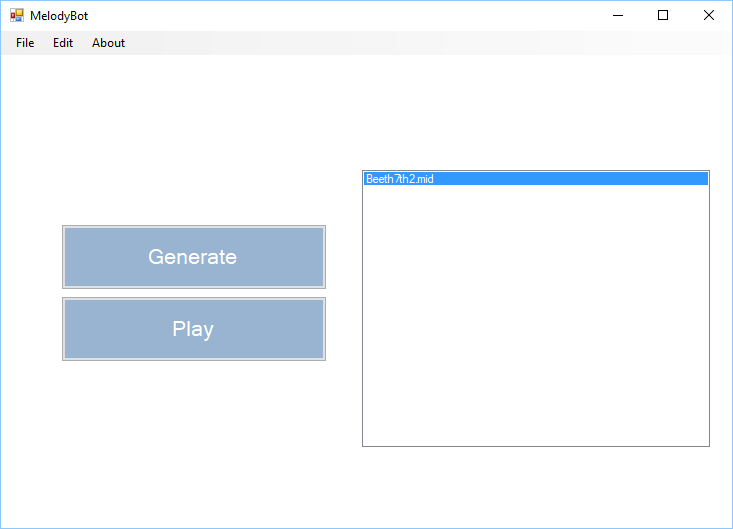 MelodyBot
File Edit About
Beeth7th2.mid
Generate
Play